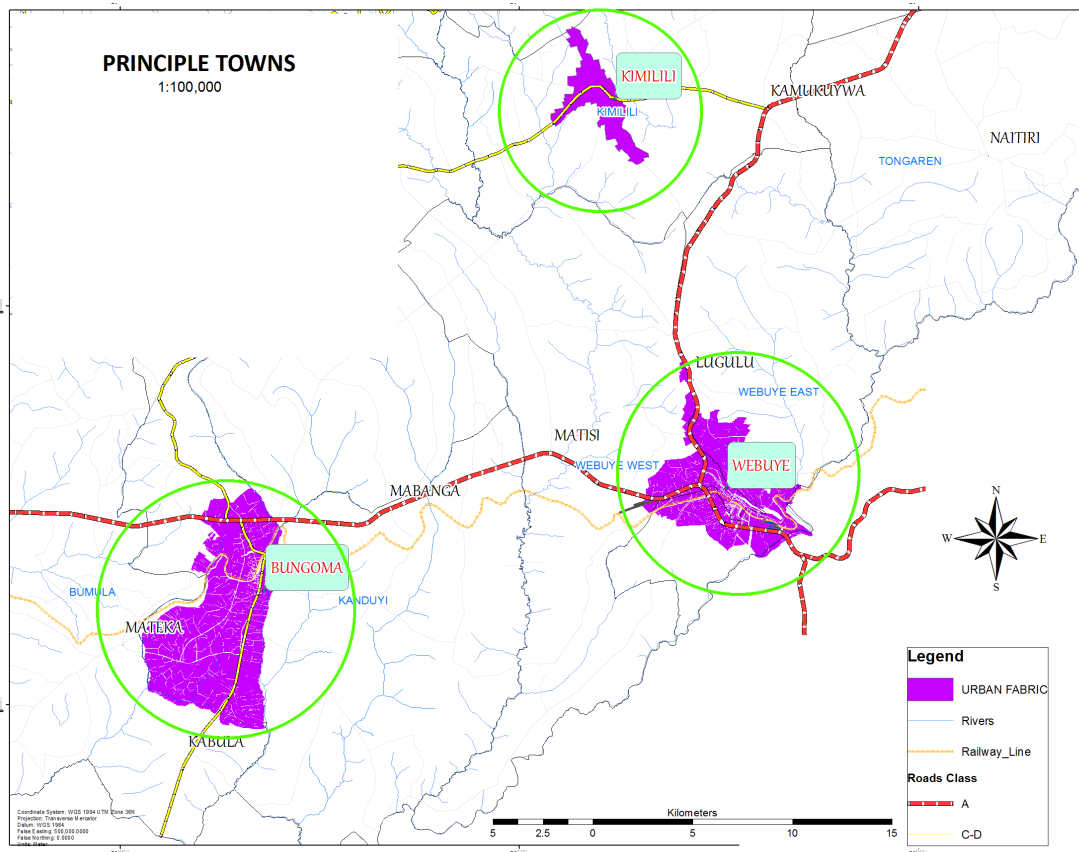 PRINCIPLE TOWNS
1:100,000
KIMILILI
KIMILILI
KAMUKUYWA
NAITIRI
TONGAREN
LUGULU
WEBUYE EAST
MATISI
WEBUYE WEST
WEBUYE
MABANGA
BUNGOMA
BUMULA
KANDUYI
MATEKA
KABULA
N
W
E
S
Legend
URBAN FABRIC
Rivers
Railway_Line
Roads Class
A
C-D
Kilometers
5 2.5 0 5 10 15
Coordinate System: WGS 1984 UTM Zone 36N
Projection: Transverse Mercator
Datum: WGS 1984
False Easting: 500,000.0000
False Northing: 0.0000
Units: Meter